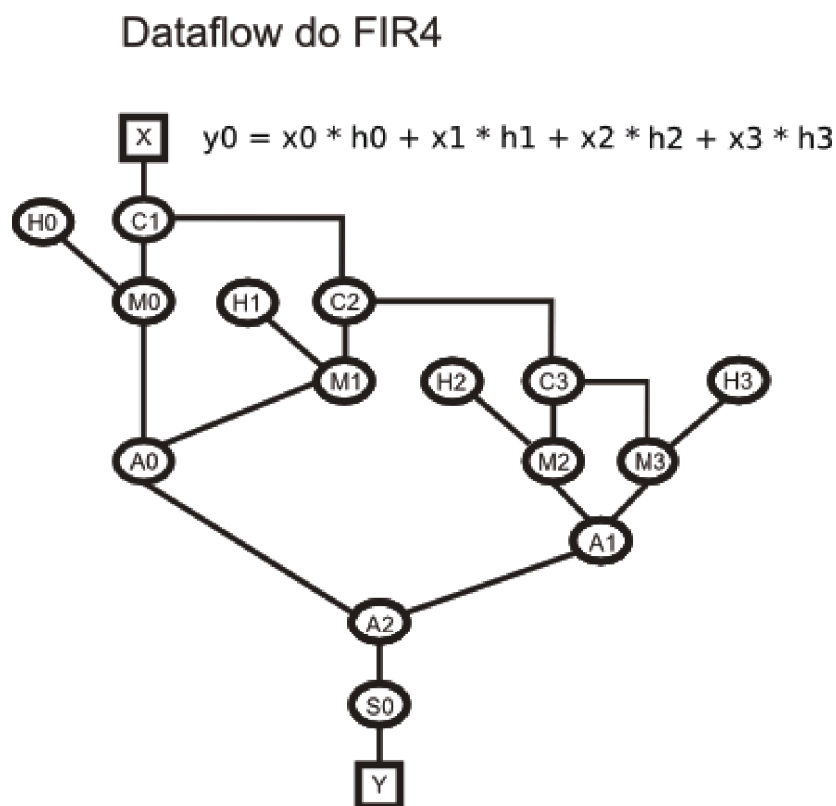 Dataflow do FIR4
X
y0 = x0 * h0 + x1 * h1 + x2 * h2 + x3 * h3
H0
C1
M0
H1
C2
M1
H2
C3
H3
A0
M2
M3
A1
A2
S0
Y